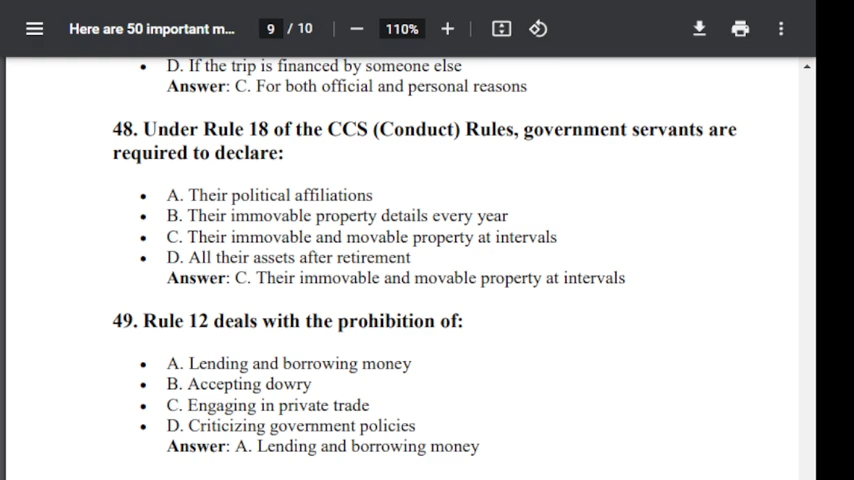 Here are 50 important m... 9 / 10 110%
D. If the trip is financed by someone else
Answer: C. For both official and personal reasons
48. Under Rule 18 of the CCS (Conduct) Rules, government servants are
required to declare:
A. Their political affiliations
B. Their immovable property details every year
C. Their immovable and movable property at intervals
D. All their assets after retirement
Answer: C. Their immovable and movable property at intervals
49. Rule 12 deals with the prohibition of:
A. Lending and borrowing money
B. Accepting dowry
C. Engaging in private trade
D. Criticizing government policies
Answer: A. Lending and borrowing money